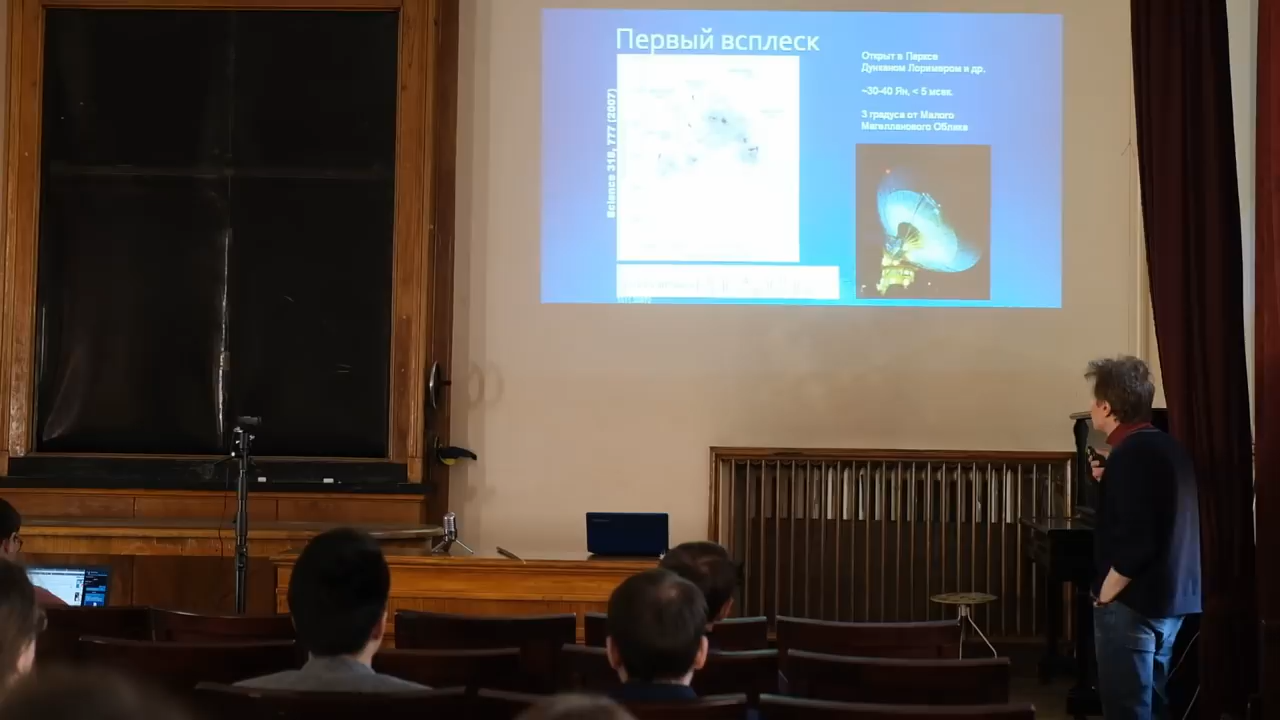 Первый всплеск
Открыт в Парксе
Дунканом Лоримером и др.
~30-40 Ян, < 5 мсек.
3 градуса от Малого
Магелланового Облака
Science 318, 777 (2007)